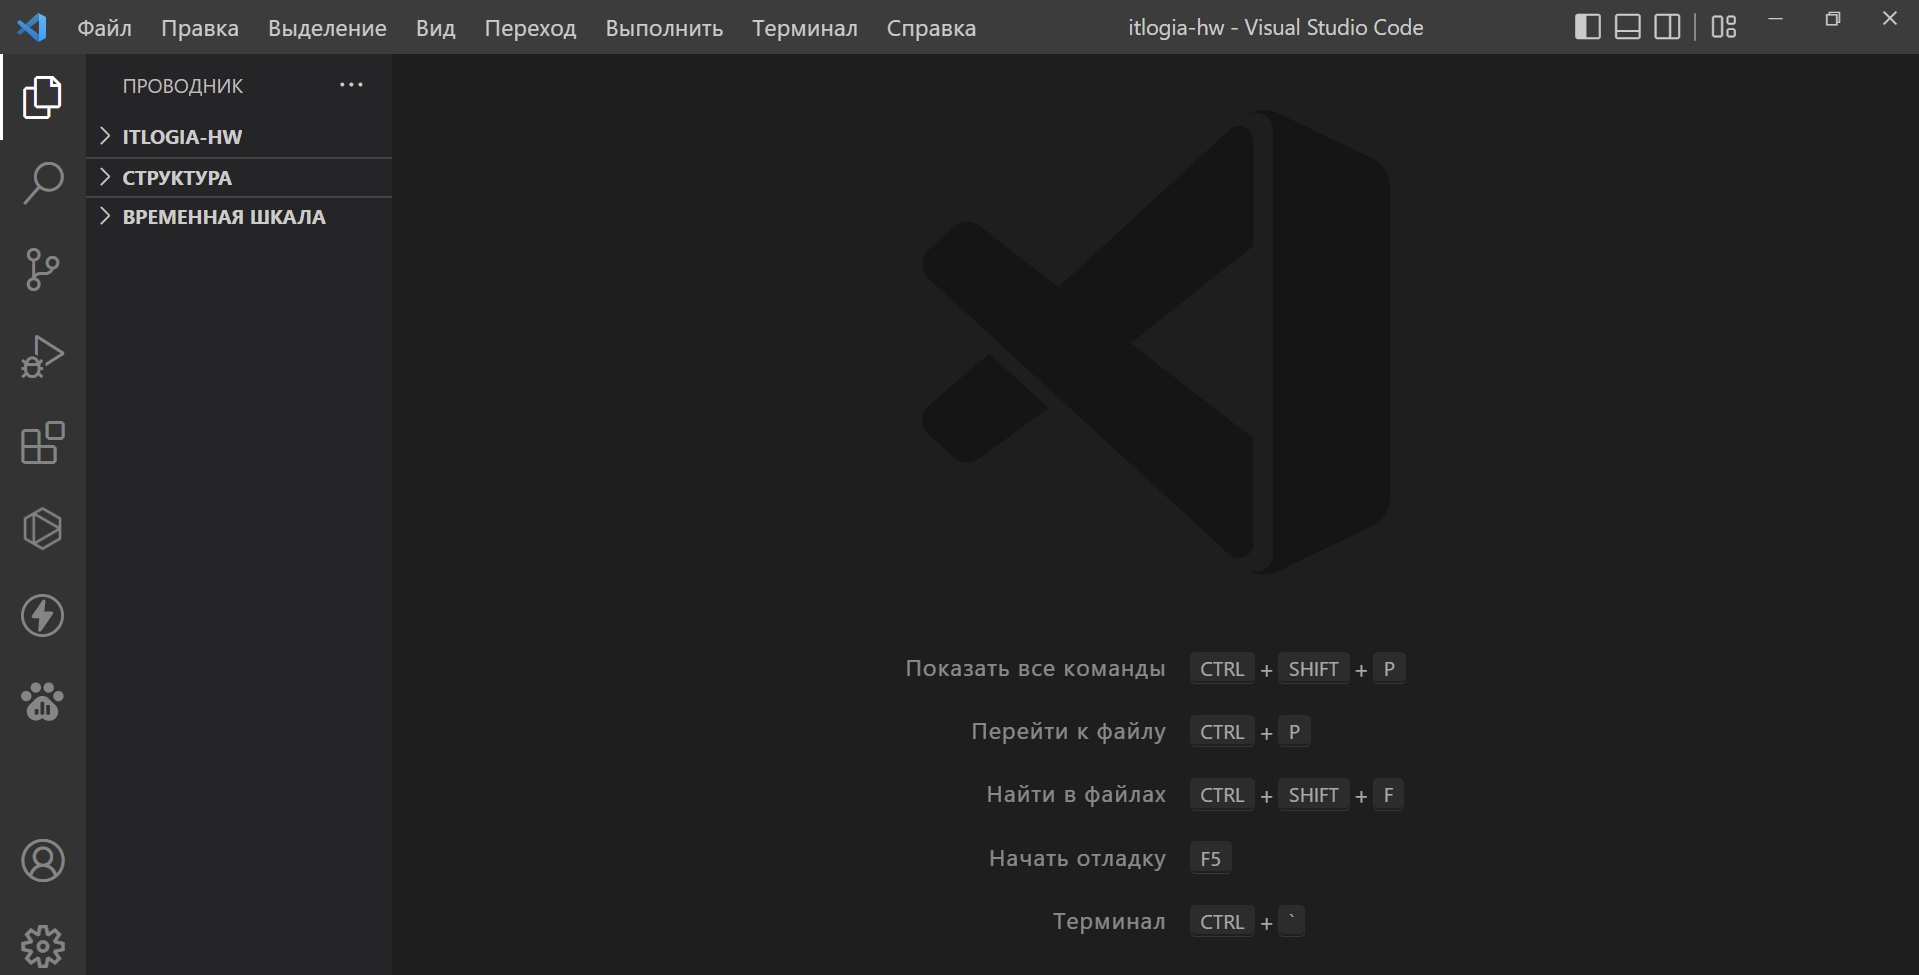 Файл Правка Выделение Вид Переход Выполнить Терминал Справка itlogia-hw - Visual Studio Code
ПРОВОДНИК
ITLOGIA-HW
СТРУКТУРА
ВРЕМЕННАЯ ШКАЛА
Показать все команды CTRL + SHIFT + P
Перейти к файлу CTRL + P
Найти в файлах CTRL + SHIFT + F
Начать отладку F5
Терминал CTRL + `